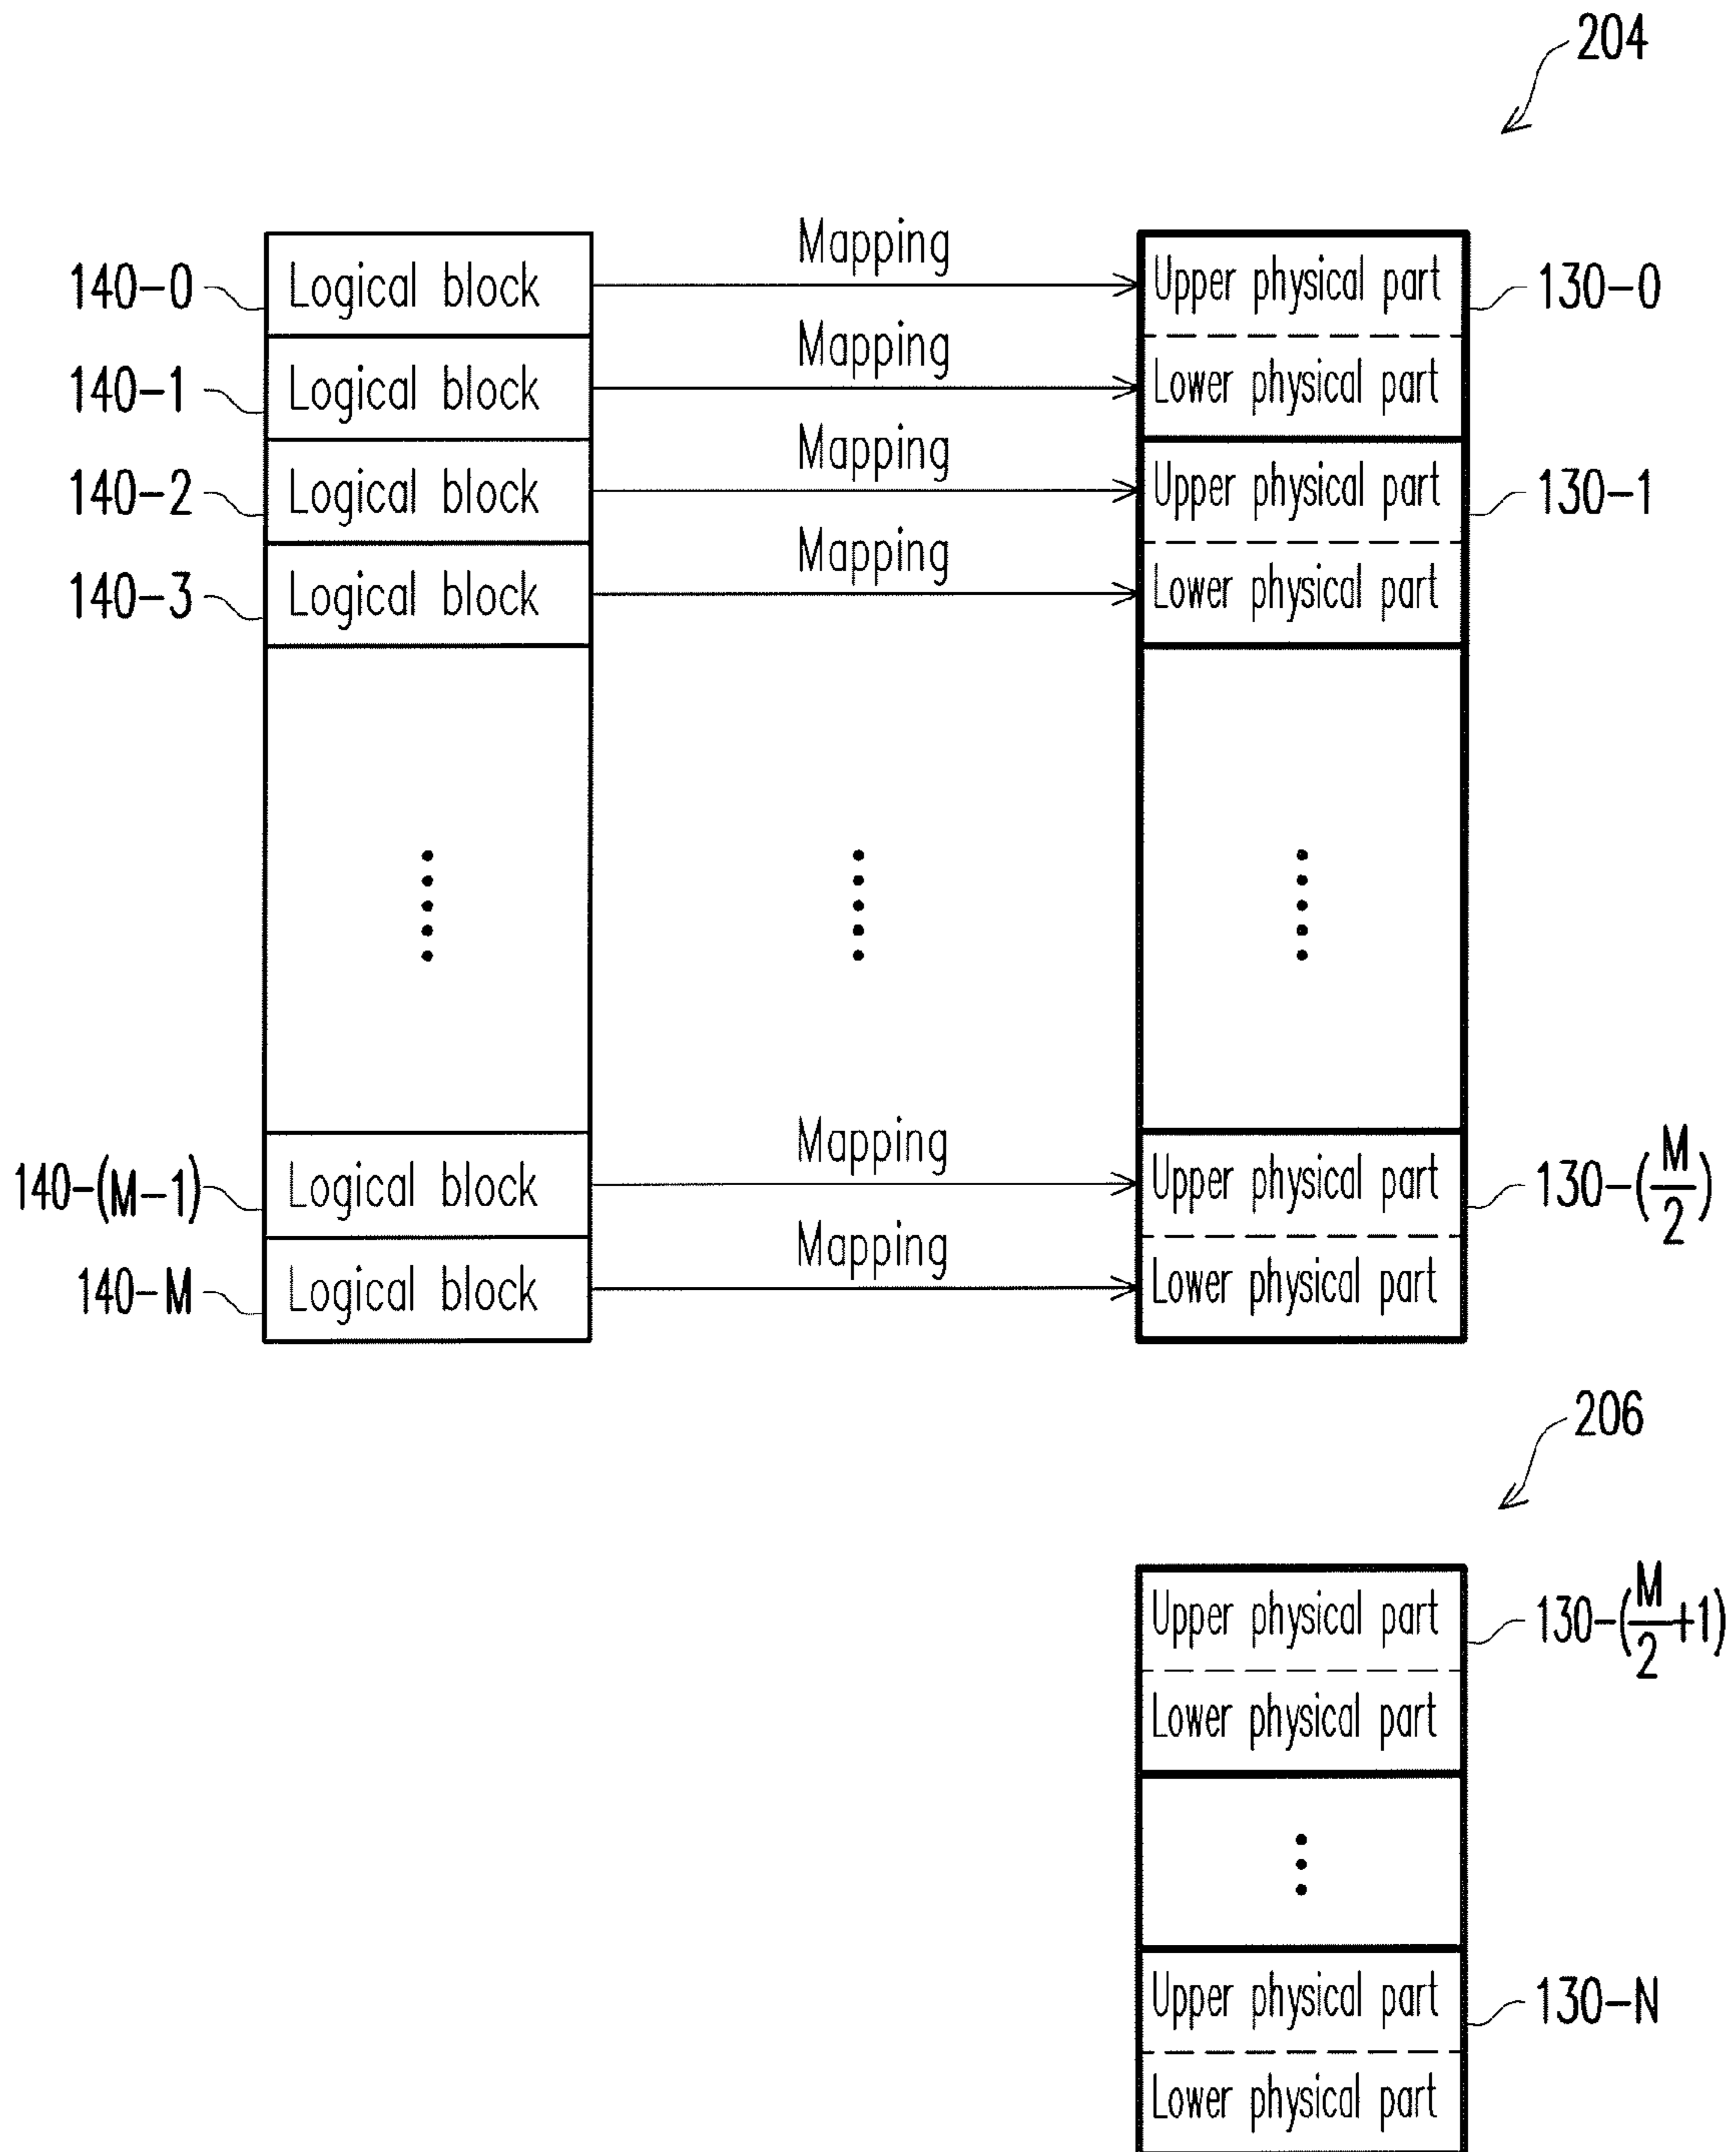 204
140-0 Logical block Mapping Upper physical part 130-0
140-1 Logical block Mapping Lower physical part
140-2 Logical block Mapping Upper physical part 130-1
140-3 Logical block Mapping Lower physical part
140-(M-1) Logical block Mapping Upper physical part 130-(M/2)
140-M Logical block Mapping Lower physical part
206
Upper physical part 130-(M/2+1)
Lower physical part
Upper physical part 130-N
Lower physical part